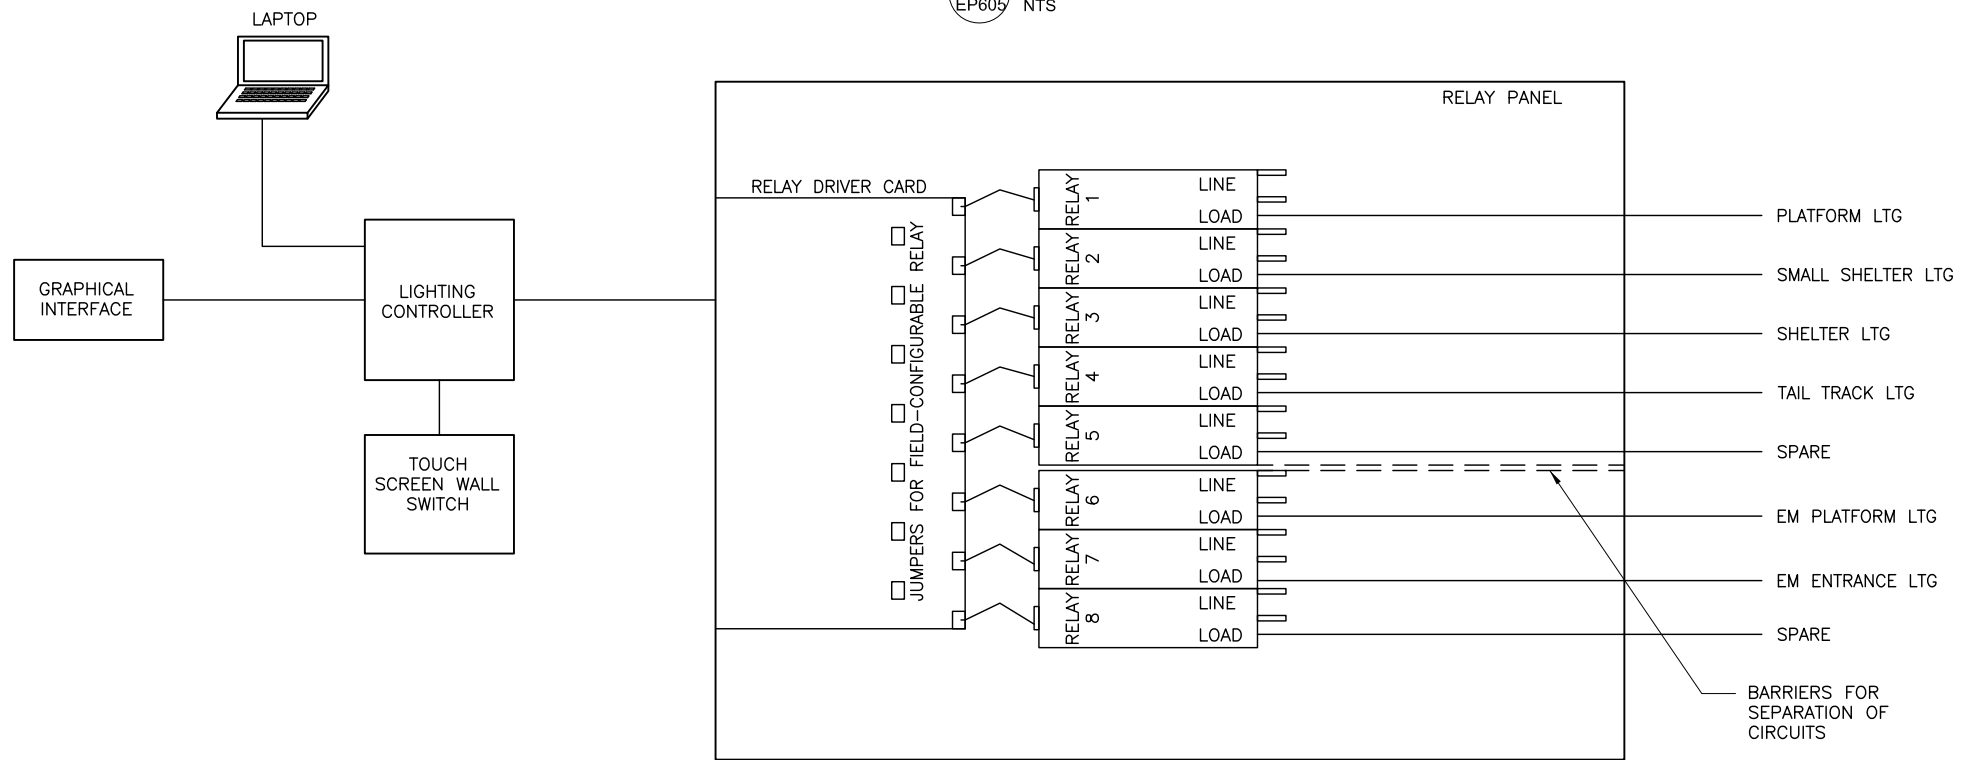 EP605 NTS
LAPTOP
RELAY PANEL
RELAY DRIVER CARD
GRAPHICAL
INTERFACE
LIGHTING
CONTROLLER
TOUCH
SCREEN WALL
SWITCH
JUMPERS FOR FIELD-CONFIGURABLE RELAY
RELAY
1
LINE
LOAD
PLATFORM LTG
RELAY
2
LINE
LOAD
SMALL SHELTER LTG
RELAY
3
LINE
LOAD
SHELTER LTG
RELAY
4
LINE
LOAD
TAIL TRACK LTG
RELAY
5
LINE
LOAD
SPARE
RELAY
6
LINE
LOAD
EM PLATFORM LTG
RELAY
7
LINE
LOAD
EM ENTRANCE LTG
RELAY
8
LINE
LOAD
SPARE
BARRIERS FOR
SEPARATION OF
CIRCUITS